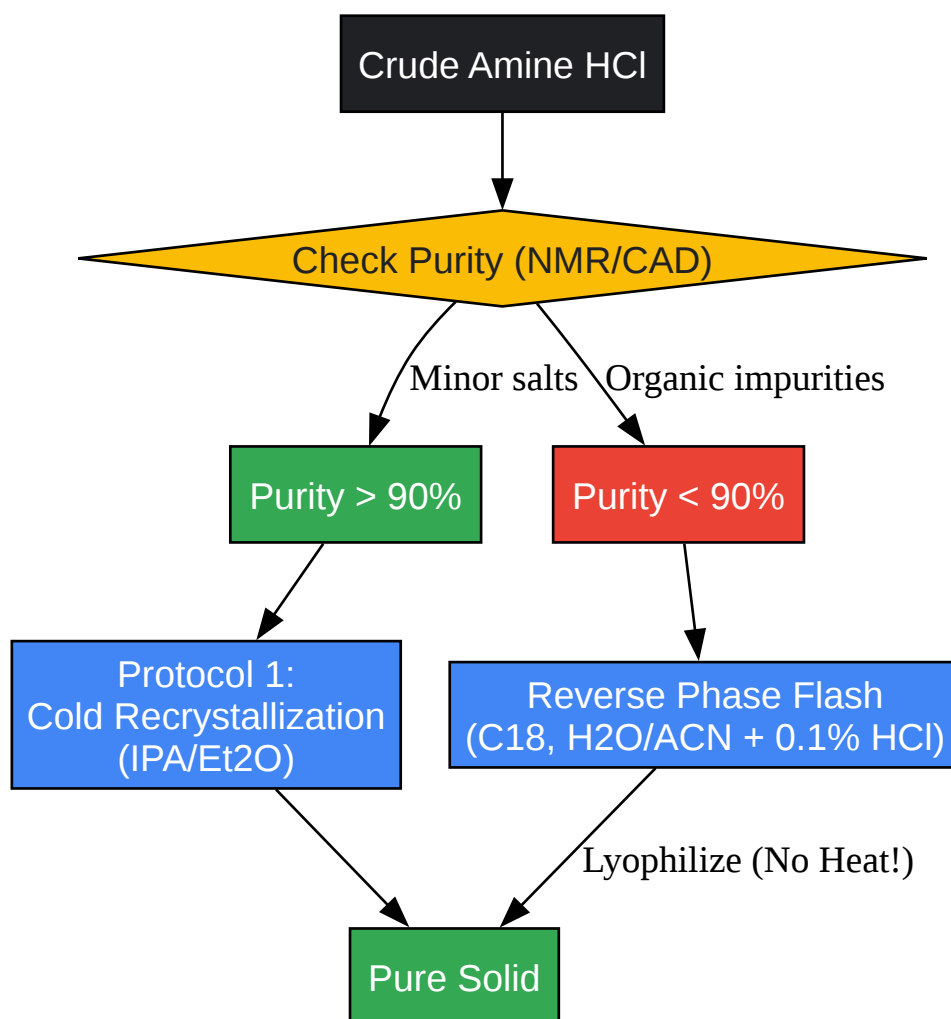 Crude Amine HCl
Check Purity (NMR/CAD)
Minor salts
Organic impurities
Purity > 90%
Purity < 90%
Protocol 1:
Cold Recrystallization
(IPA/Et2O)
Reverse Phase Flash
(C18, H2O/ACN + 0.1% HCl)
Lyophilize (No Heat!)
Pure Solid